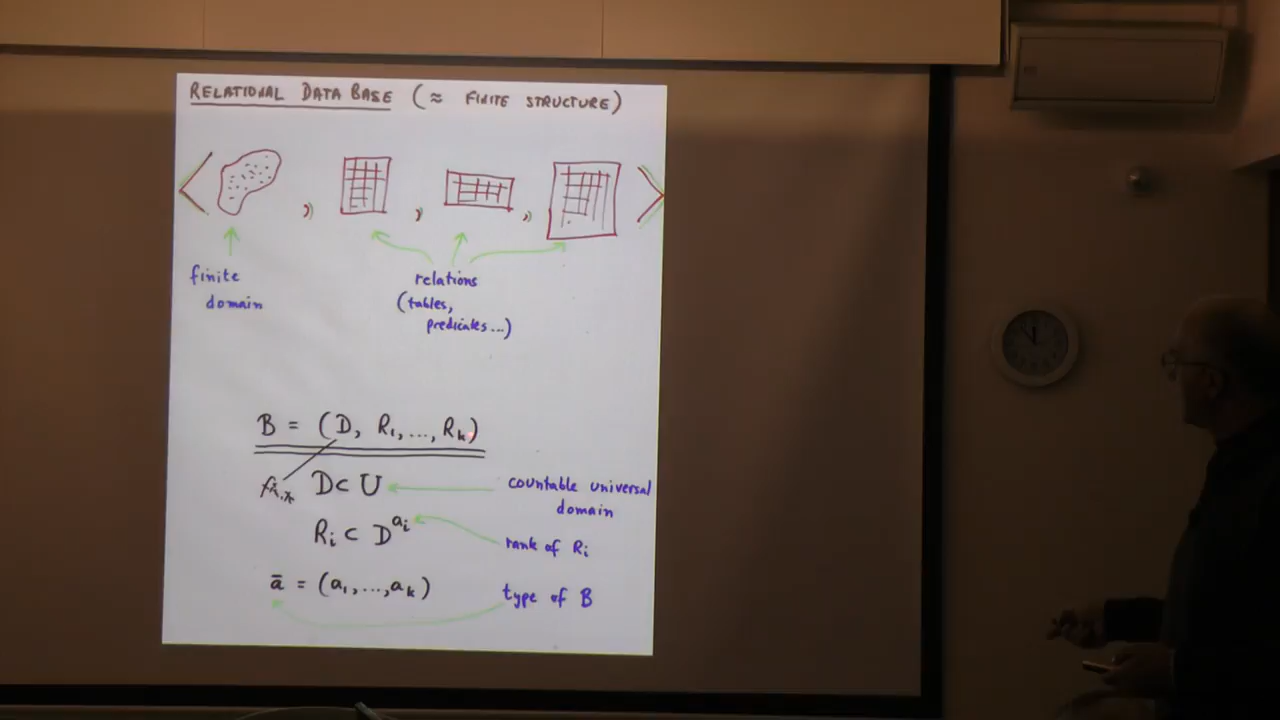 RELATIONAL DATA BASE (≈ FINITE STRUCTURE)
finite
domain
relations
(tables,
predicates...)
B = (D, R₁,...,Rₖ)
D ⊂ U
countable universal
domain
Rᵢ ⊂ D^aᵢ
rank of Rᵢ
ā = (a₁,...,aₖ)
type of B